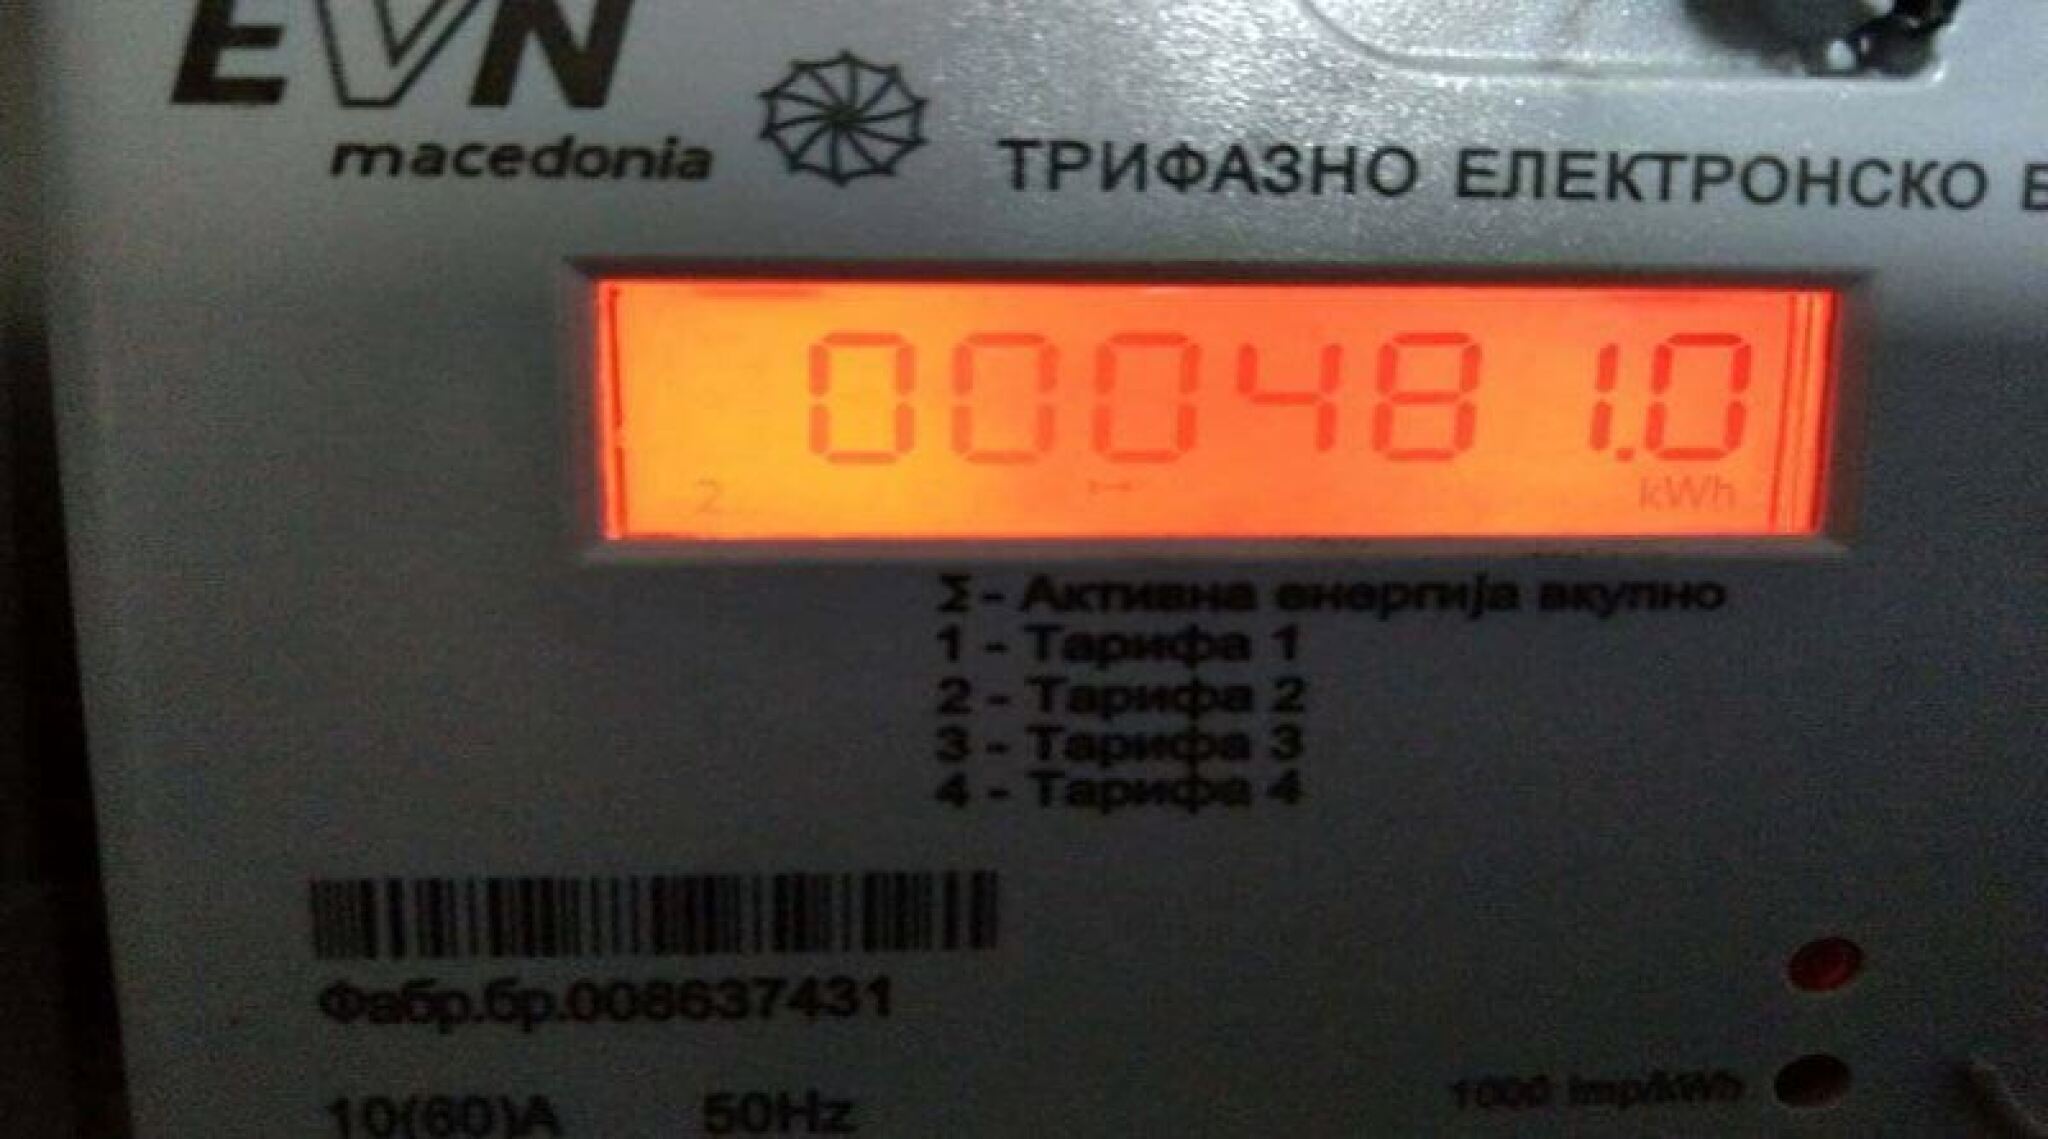 EVN
macedonia
ТРИФАЗНО ЕЛЕКТРОНСКО
000481.0
2
kWh
Σ - Активна енергија вкупно
1 - Тарифа 1
2 - Тарифа 2
3 - Тарифа 3
4 - Тарифа 4
Фабр.бр.008637431
10(60)A 50Hz
1000 imp/kWh